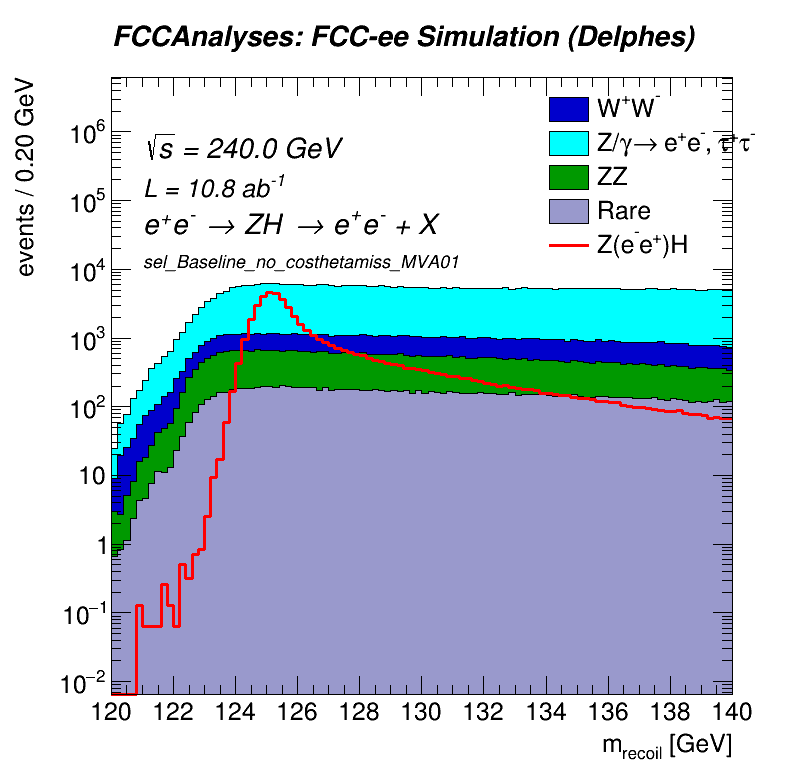 FCCAnalyses: FCC-ee Simulation (Delphes)
events / 0.20 GeV
√s = 240.0 GeV
L = 10.8 ab⁻¹
e⁺e⁻ → ZH → e⁺e⁻ + X
sel_Baseline_no_costhetamiss_MVA01
W⁺W⁻
Z/γ→ e⁺e⁻, τ⁺τ⁻
ZZ
Rare
Z(e⁻e⁺)H
10⁶
10⁵
10⁴
10³
10²
10
1
10⁻¹
10⁻²
120 122 124 126 128 130 132 134 136 138 140
m_recoil [GeV]